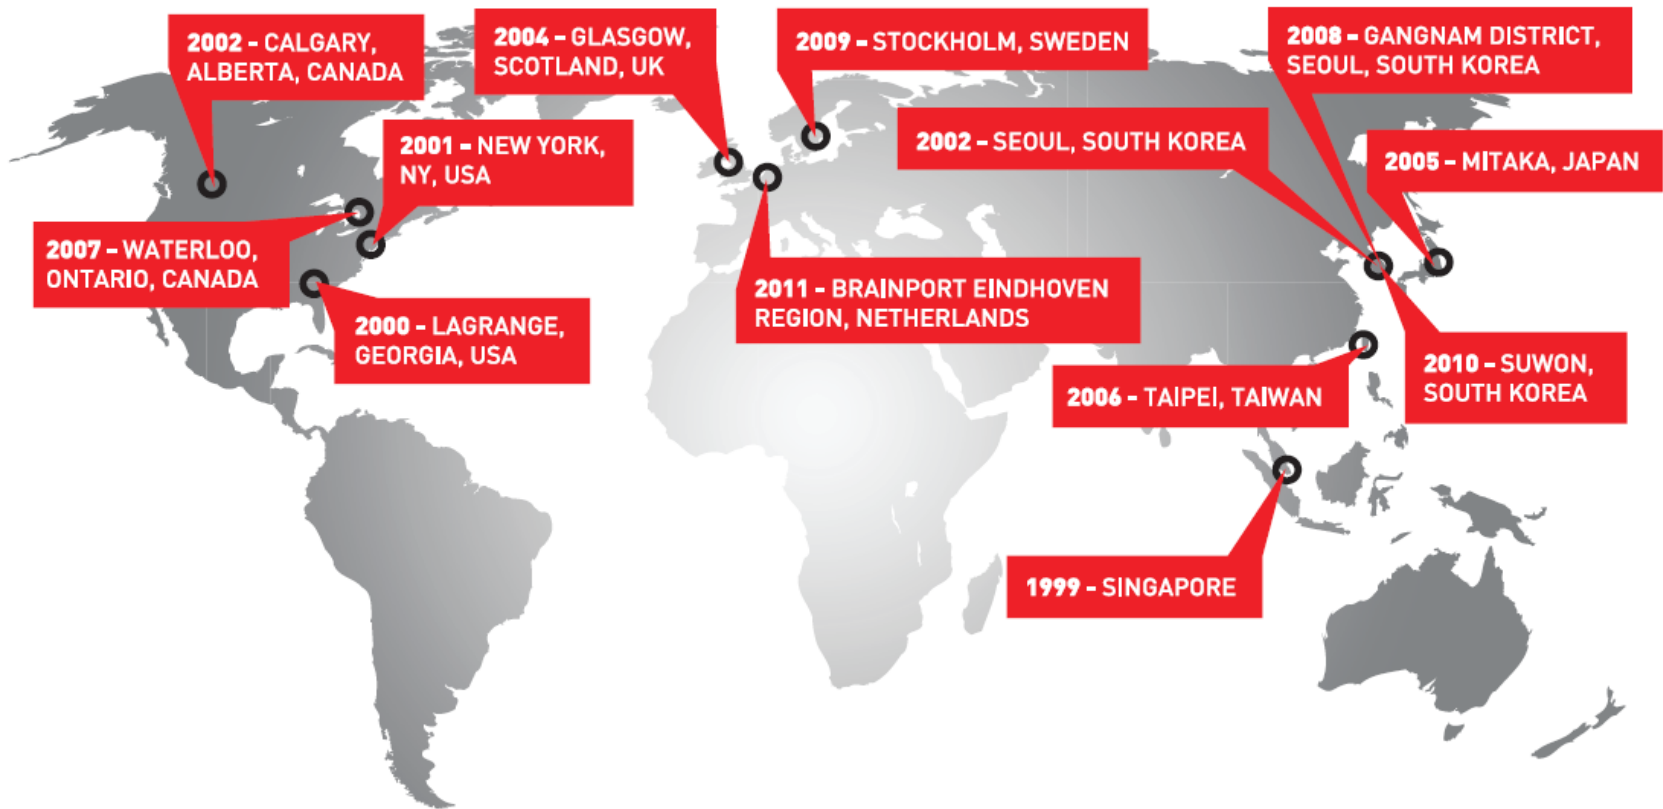 2002 – CALGARY,
ALBERTA, CANADA
2004 – GLASGOW,
SCOTLAND, UK
2009 – STOCKHOLM, SWEDEN
2008 – GANGNAM DISTRICT,
SEOUL, SOUTH KOREA
2001 – NEW YORK,
NY, USA
2002 – SEOUL, SOUTH KOREA
2005 – MITAKA, JAPAN
2007 – WATERLOO,
ONTARIO, CANADA
2011 – BRAINPORT EINDHOVEN
REGION, NETHERLANDS
2000 – LAGRANGE,
GEORGIA, USA
2010 – SUWON,
SOUTH KOREA
2006 – TAIPEI, TAIWAN
1999 – SINGAPORE